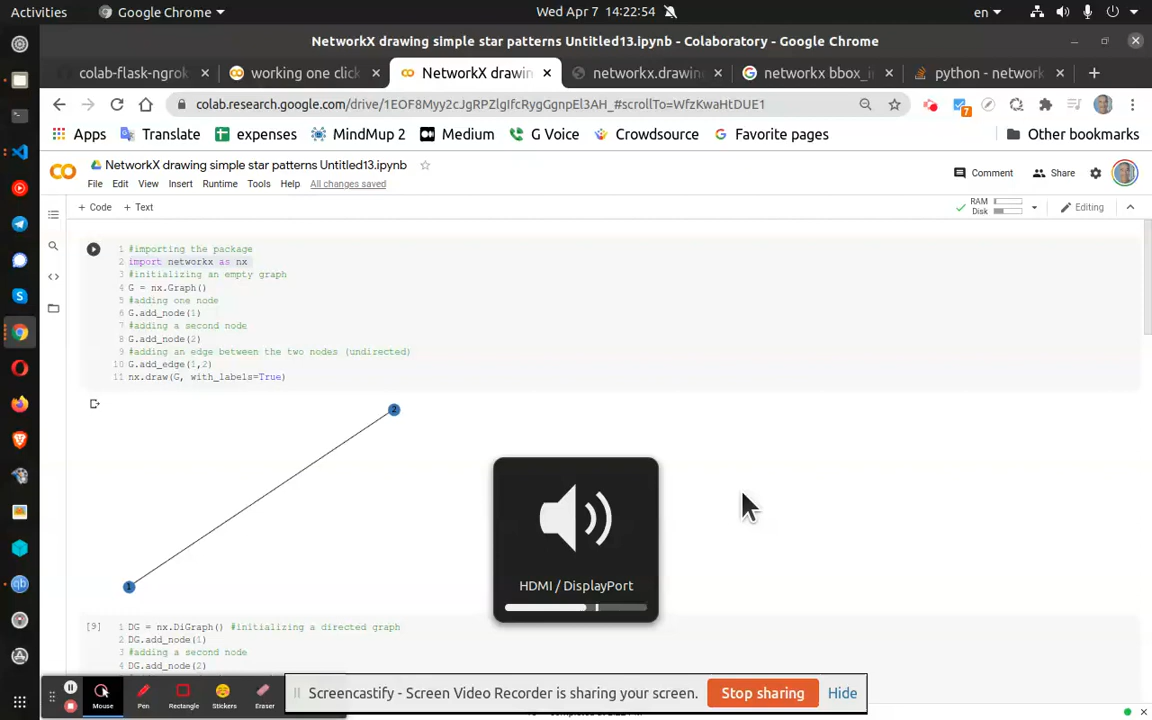 Activities
Google Chrome
Wed Apr 7 14:22:54
en
NetworkX drawing simple star patterns Untitled13.ipynb - Colaboratory - Google Chrome
colab-flask-ngrok
working one click
NetworkX drawin
networkx.drawin
networkx bbox_in
python - networ
colab.research.google.com/drive/1EOF8Myy2cJgRPZlgIfcRygGgnpEl3AH_#scrollTo=WfzKwaHtDUE1
7
Apps
Translate
expenses
MindMup 2
Medium
G Voice
Crowdsource
Favorite pages
Other bookmarks
NetworkX drawing simple star patterns Untitled13.ipynb
Comment
Share
File Edit View Insert Runtime Tools Help All changes saved
+ Code + Text
RAM
Disk
Editing
1 #importing the package
2 import networkx as nx
3 #initializing an empty graph
4 G = nx.Graph()
5 #adding one node
6 G.add_node(1)
7 #adding a second node
8 G.add_node(2)
9 #adding an edge between the two nodes (undirected)
10 G.add_edge(1,2)
11 nx.draw(G, with_labels=True)
2
HDMI / DisplayPort
1
[9]
1 DG = nx.DiGraph() #initializing a directed graph
2 DG.add_node(1)
3 #adding a second node
4 DG.add_node(2)
Mouse
Pen
Rectangle
Stickers
Eraser
Screencastify - Screen Video Recorder is sharing your screen.
Stop sharing
Hide